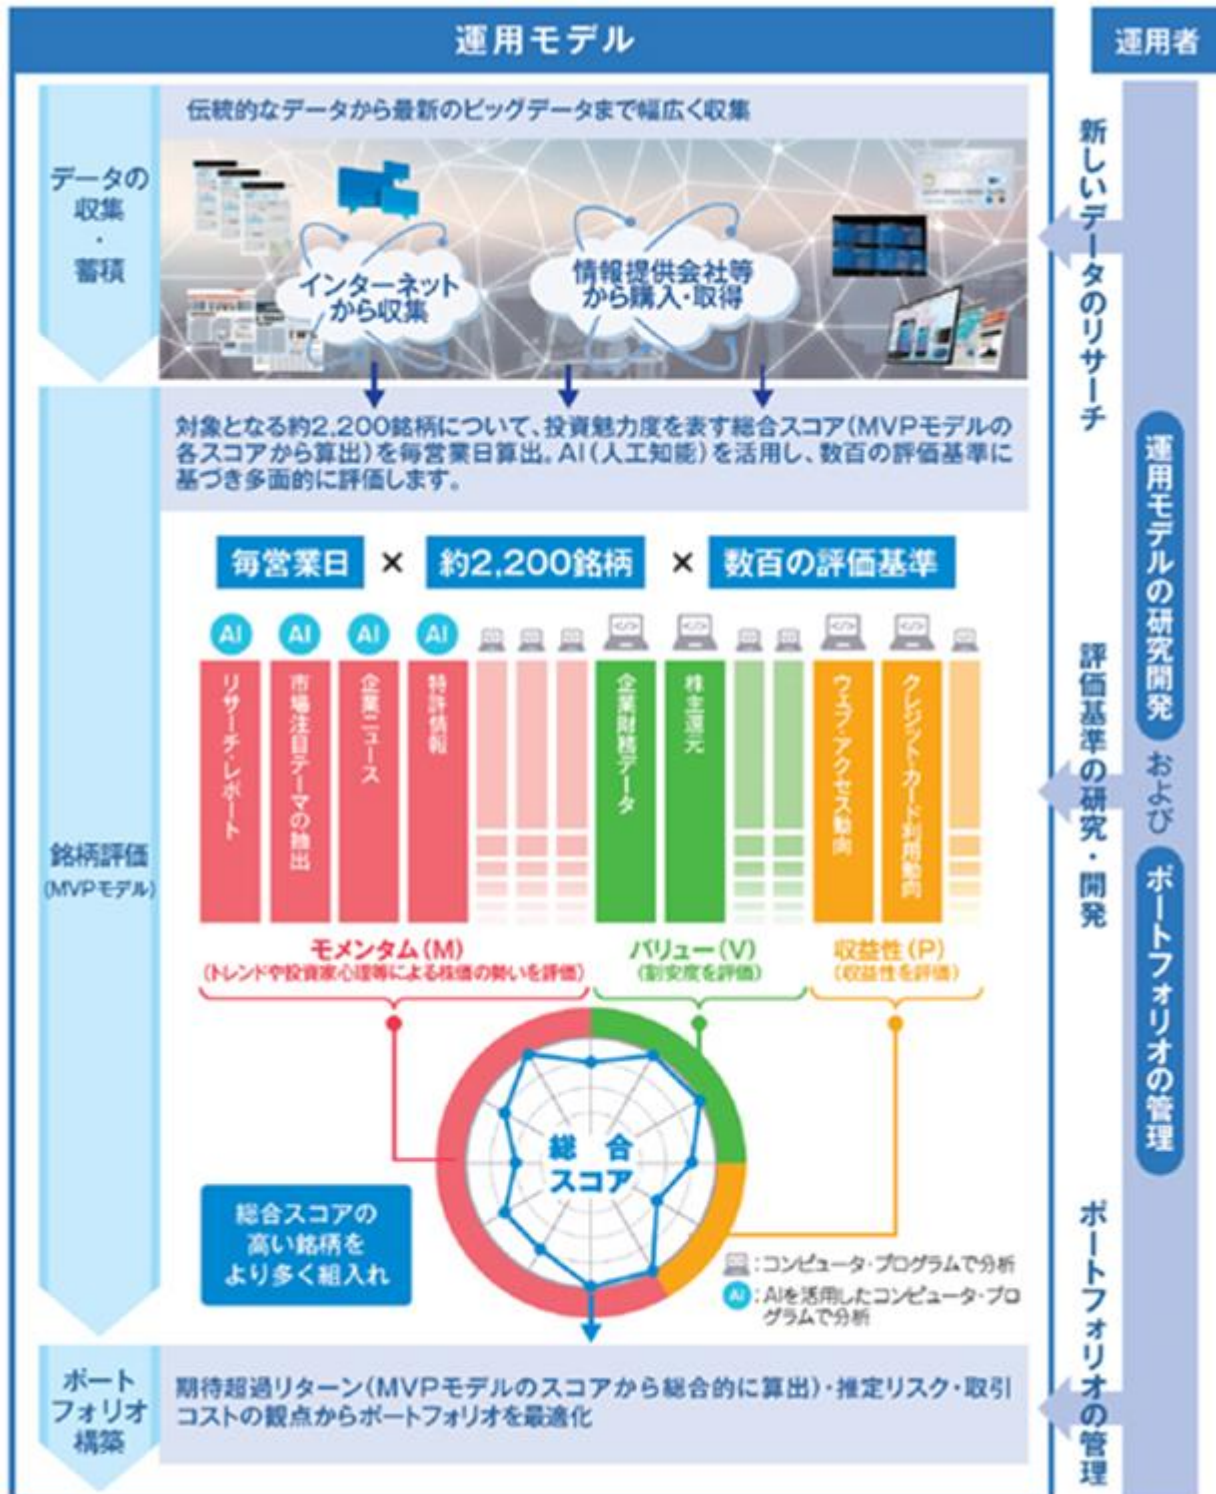 運用モデル
運用者
データの
収集
・
蓄積
伝統的なデータから最新のビッグデータまで幅広く収集
インターネット
から収集
情報提供会社等
から購入・取得
新しいデータのリサーチ
対象となる約2,200銘柄について、投資魅力度を表す総合スコア(MVPモデルの
各スコアから算出)を毎営業日算出。AI(人工知能)を活用し、数百の評価基準に
基づき多面的に評価します。
毎営業日 × 約2,200銘柄 × 数百の評価基準
銘柄評価
(MVPモデル)
AI
AI
AI
AI
リサーチ・レポート
市場注目テーマの抽出
企業ニュース
特許情報
企業財務データ
株主還元
ウェブ・アクセス動向
クレジット・カード利用動向
モメンタム(M)
(トレンドや投資家心理等による株価の勢いを評価)
バリュー(V)
(割安度を評価)
収益性(P)
(収益性を評価)
評価基準の研究・開発
運用モデルの研究開発
および
ポートフォリオの管理
総合
スコア
総合スコアの
高い銘柄を
より多く組入れ
:コンピュータ・プログラムで分析
AI:AIを活用したコンピュータ・プロ
グラムで分析
ポート
フォリオ
構築
期待超過リターン(MVPモデルのスコアから総合的に算出)・推定リスク・取引
コストの観点からポートフォリオを最適化
ポートフォリオの管理